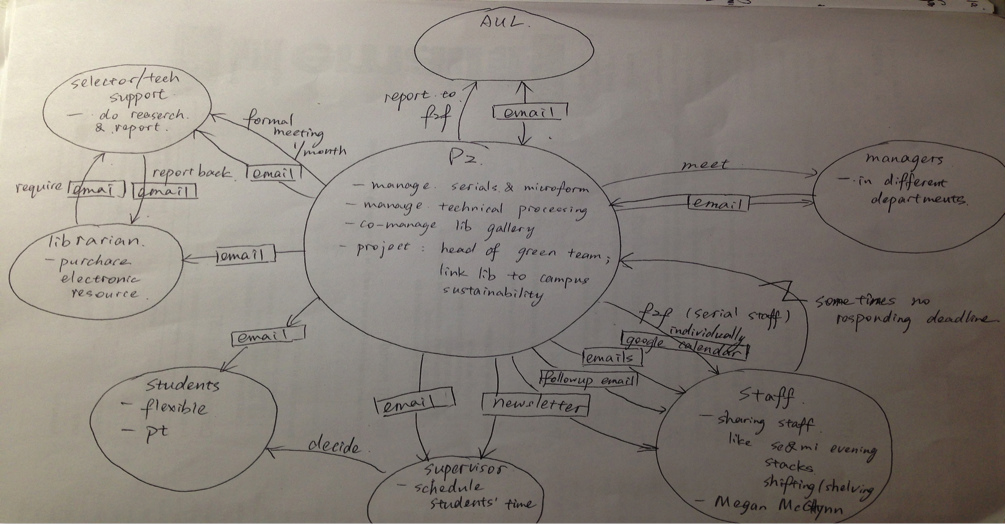 AUL.
report to
f2f
email
selector/tech
support
- do reaserch
& report.
formal
meeting
1/month
email
require
email
report back
email
librarian.
- purchace
electronic
resource.
email
P2.
- manage serials & microform
- manage technical processing
- co-manage lib gallery
- project: head of green team;
link lib to campus
sustainability
meet
email
managers
- in different
departments.
some times no
responding deadline
f2f (serial staff)
individually
google calendar
emails
followup email
newsletter
email
email
students
- flexible
- pt
decide
supervisor
- schedule
students' time
staff.
- sharing staff.
like se&mi evening
stacks
shifting/shelving
- Megan McGlynn